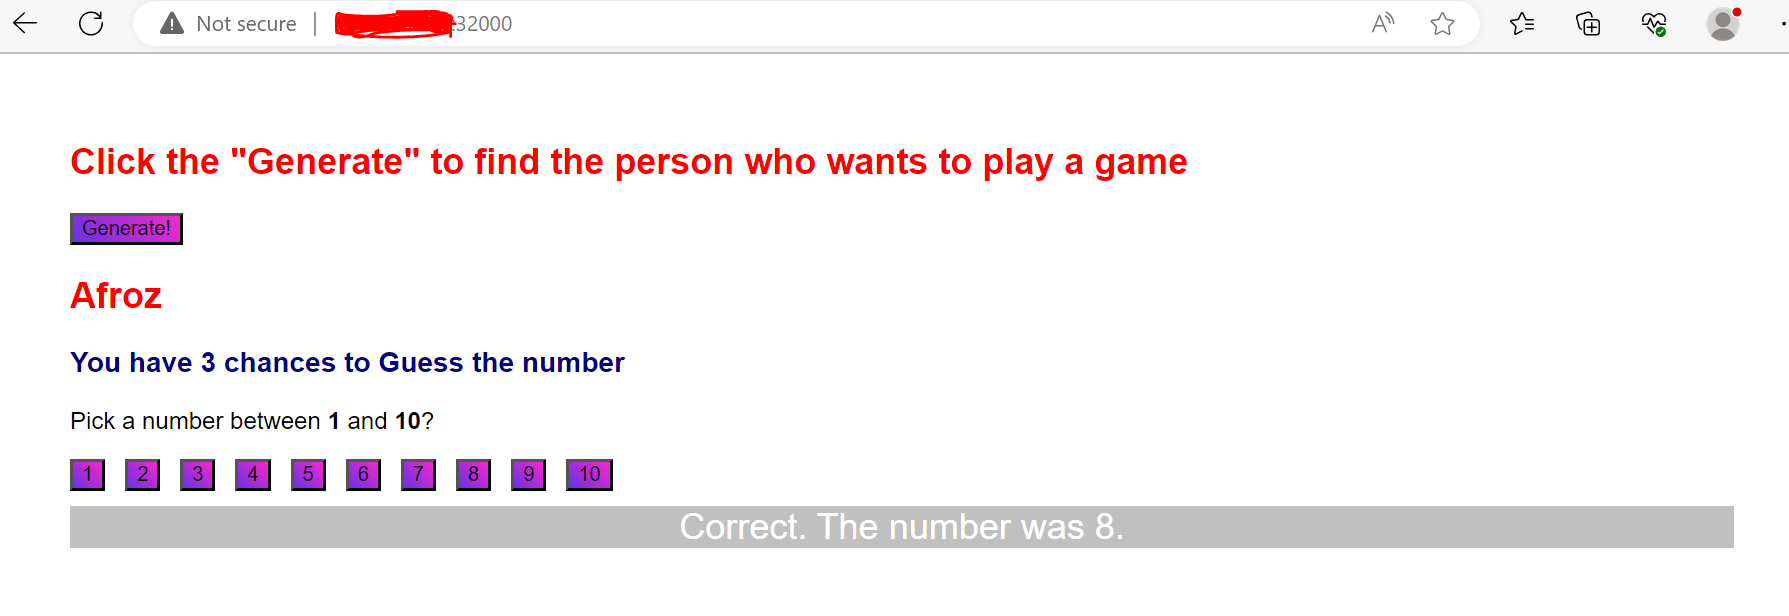 Not secure | :32000
Click the "Generate" to find the person who wants to play a game
Generate!
Afroz
You have 3 chances to Guess the number
Pick a number between 1 and 10?
1 2 3 4 5 6 7 8 9 10
Correct. The number was 8.